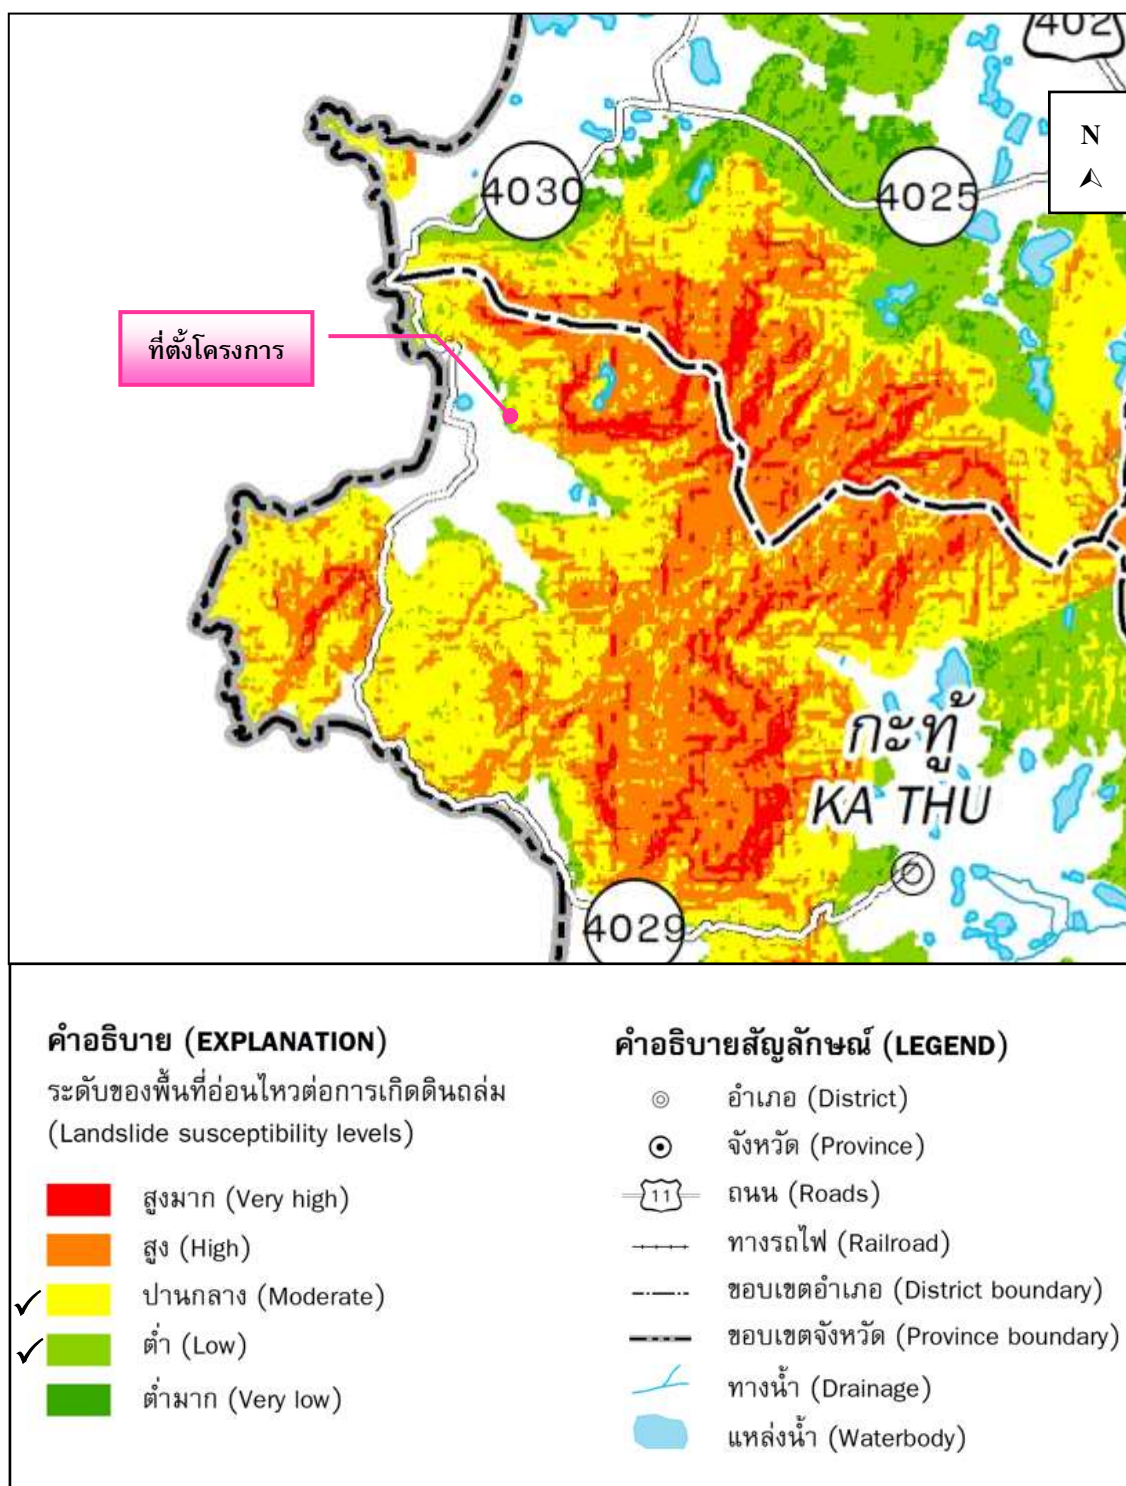 402
N
4030
4025
ที่ตั้งโครงการ
กะทู้
KA THU
4029
คำอธิบาย (EXPLANATION)
ระดับของพื้นที่อ่อนไหวต่อการเกิดดินถล่ม
(Landslide susceptibility levels)
สูงมาก (Very high)
สูง (High)
ปานกลาง (Moderate)
ต่ำ (Low)
ต่ำมาก (Very low)
คำอธิบายสัญลักษณ์ (LEGEND)
อำเภอ (District)
จังหวัด (Province)
11 ถนน (Roads)
ทางรถไฟ (Railroad)
ขอบเขตอำเภอ (District boundary)
ขอบเขตจังหวัด (Province boundary)
ทางน้ำ (Drainage)
แหล่งน้ำ (Waterbody)